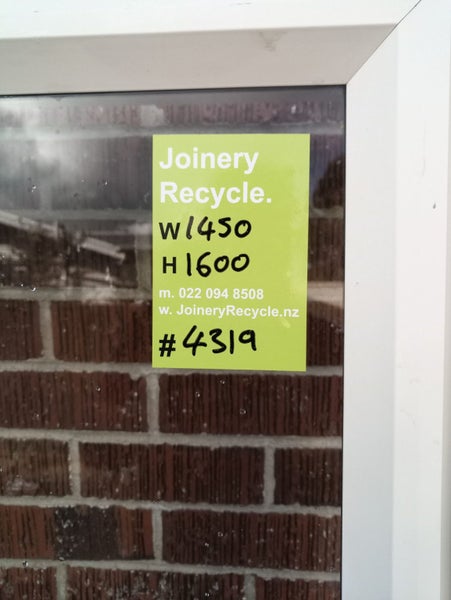 Joinery
Recycle.
W1450
H1600
m. 022 094 8508
w. JoineryRecycle.nz
#4319